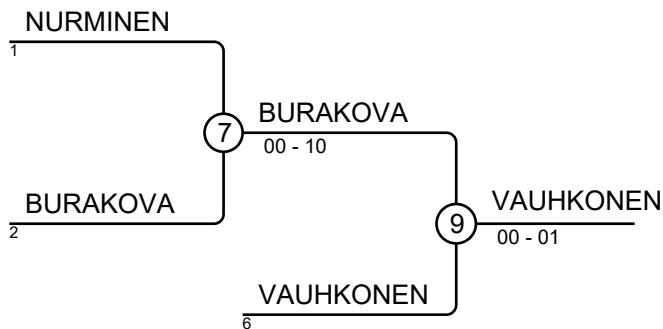 NURMINEN
1
7
BURAKOVA
00 - 10
BURAKOVA
2
9
VAUHKONEN
00 - 01
VAUHKONEN
6